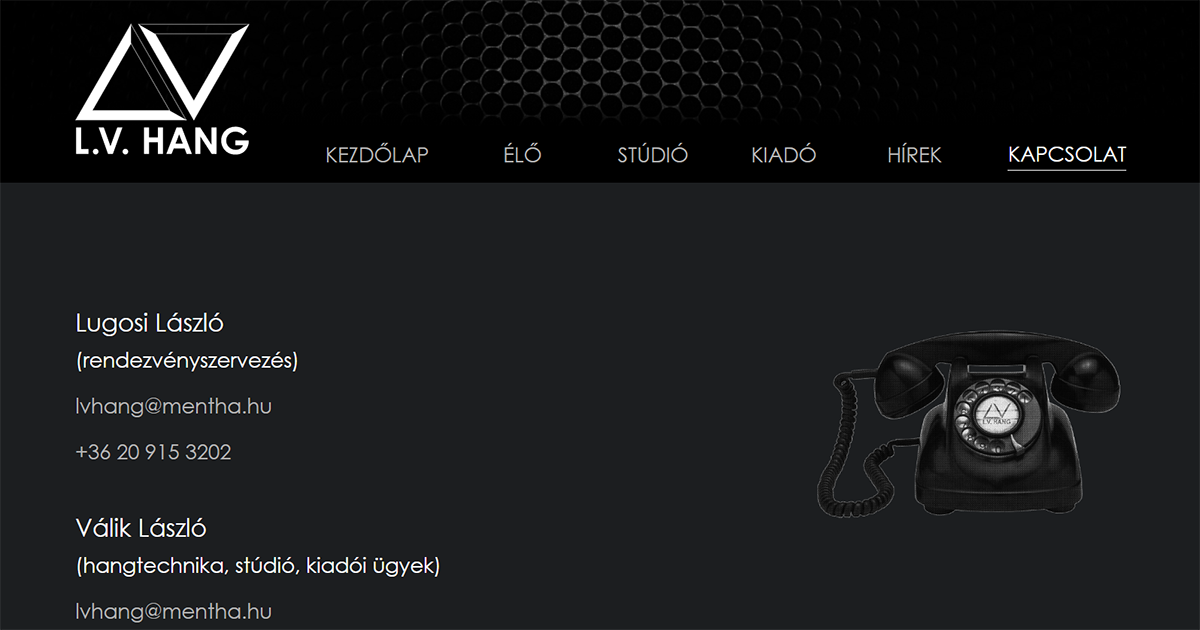 L.V. HANG
KEZDŐLAP ÉLŐ STÚDIÓ KIADÓ HÍREK KAPCSOLAT
Lugosi László
(rendezvényszervezés)
lvhang@mentha.hu
+36 20 915 3202
L.V. HANG
Válik László
(hangtechnika, stúdió, kiadói ügyek)
lvhang@mentha.hu